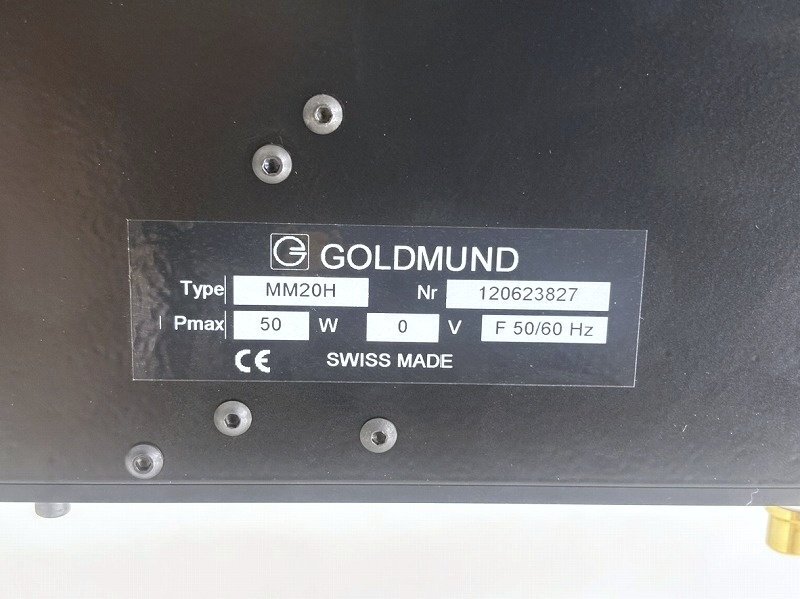 GOLDMUND
Type MM20H Nr 120623827
Pmax 50 W 0 V F 50/60 Hz
CE SWISS MADE